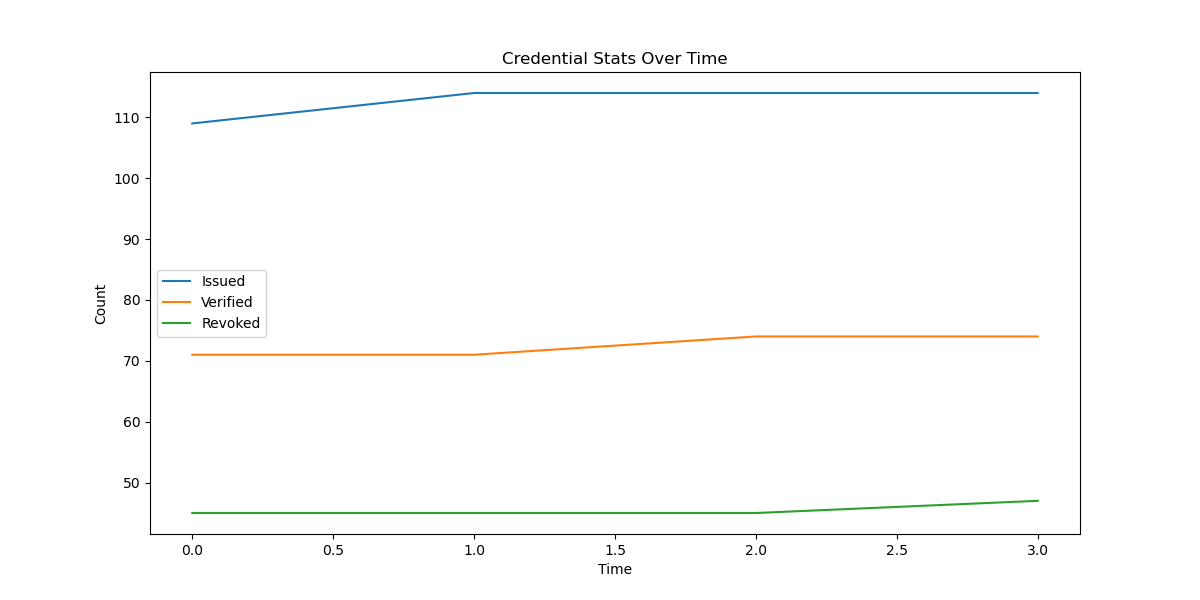 Credential Stats Over Time
110
100
90
80
70
60
50
Count
Issued
Verified
Revoked
0.0 0.5 1.0 1.5 2.0 2.5 3.0
Time